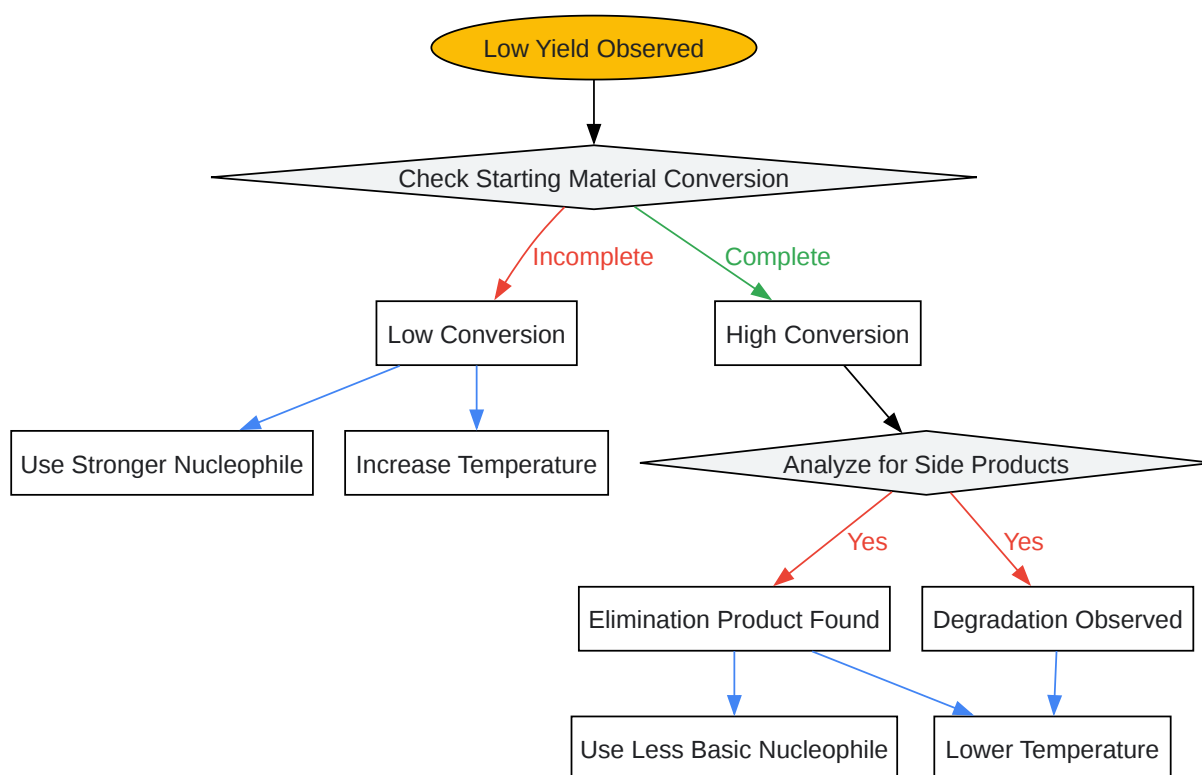 Low Yield Observed
Check Starting Material Conversion
Incomplete
Complete
Low Conversion
High Conversion
Use Stronger Nucleophile
Increase Temperature
Analyze for Side Products
Yes
Yes
Elimination Product Found
Degradation Observed
Use Less Basic Nucleophile
Lower Temperature